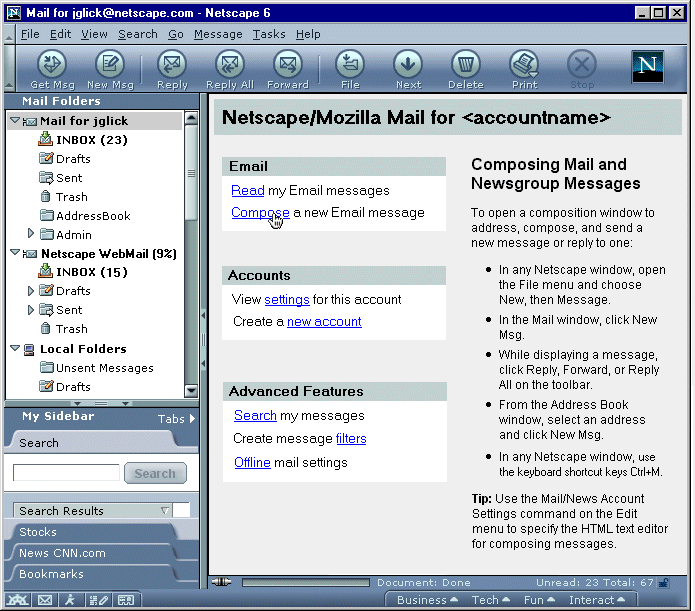 Mail for jglick@netscape.com - Netscape 6
File Edit View Search Go Message Tasks Help
Get Msg New Msg Reply Reply All Forward File Next Delete Print Stop
N
Mail Folders
Mail for jglick
INBOX (23)
Drafts
Sent
Trash
AddressBook
Admin
Netscape WebMail (9%)
INBOX (15)
Drafts
Sent
Trash
Local Folders
Unsent Messages
Drafts
My Sidebar Tabs
Search
Search
Search Results
Stocks
News CNN.com
Bookmarks
Netscape/Mozilla Mail for <accountname>
Email
Read my Email messages
Compose a new Email message
Accounts
View settings for this account
Create a new account
Advanced Features
Search my messages
Create message filters
Offline mail settings
Composing Mail and
Newsgroup Messages
To open a composition window to
address, compose, and send a
new message or reply to one:
• In any Netscape window, open
the File menu and choose
New, then Message.
• In the Mail window, click New
Msg.
• While displaying a message,
click Reply, Forward, or Reply
All on the toolbar.
• From the Address Book
window, select an address
and click New Msg.
• In any Netscape window, use
the keyboard shortcut keys Ctrl+M.
Tip: Use the Mail/News Account
Settings command on the Edit
menu to specify the HTML text editor
for composing messages.
Document: Done Unread: 23 Total: 67
Business Tech Fun Interact